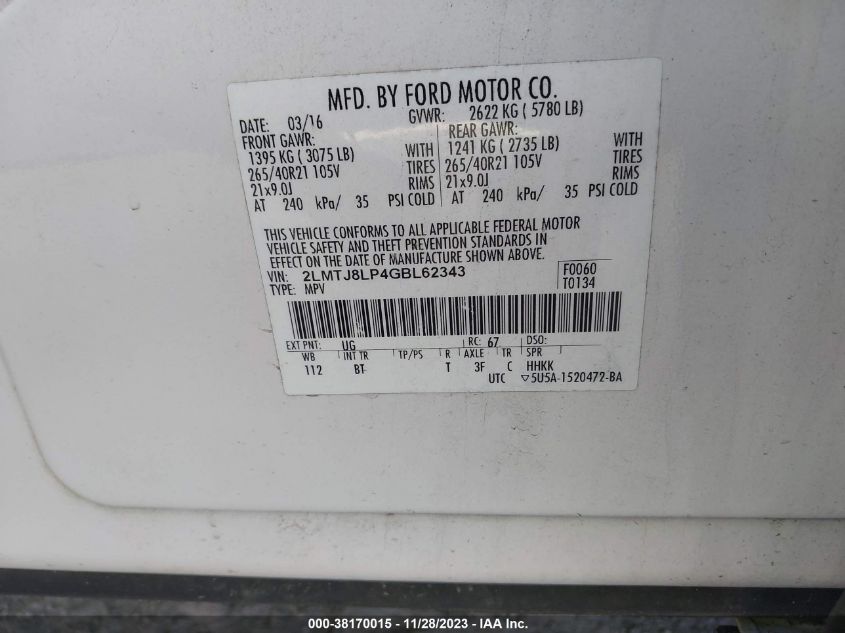 MFD. BY FORD MOTOR CO.
DATE: 03/16 GVWR: 2622 KG ( 5780 LB)
FRONT GAWR: REAR GAWR:
1395 KG ( 3075 LB) WITH 1241 KG ( 2735 LB) WITH
265/40R21 105V TIRES 265/40R21 105V TIRES
21x9.0J RIMS 21x9.0J RIMS
AT 240 kPa/ 35 PSI COLD AT 240 kPa/ 35 PSI COLD
THIS VEHICLE CONFORMS TO ALL APPLICABLE FEDERAL MOTOR
VEHICLE SAFETY AND THEFT PREVENTION STANDARDS IN
EFFECT ON THE DATE OF MANUFACTURE SHOWN ABOVE.
VIN: 2LMTJ8LP4GBL62343 F0060
TYPE: MPV T0134
EXT PNT: UG RC: 67 DSO:
WB INT TR TP/PS R AXLE TR SPR
112 BT T 3F C HHKK
UTC ▽5U5A-1520472-BA
000-38170015 - 11/28/2023 - IAA Inc.